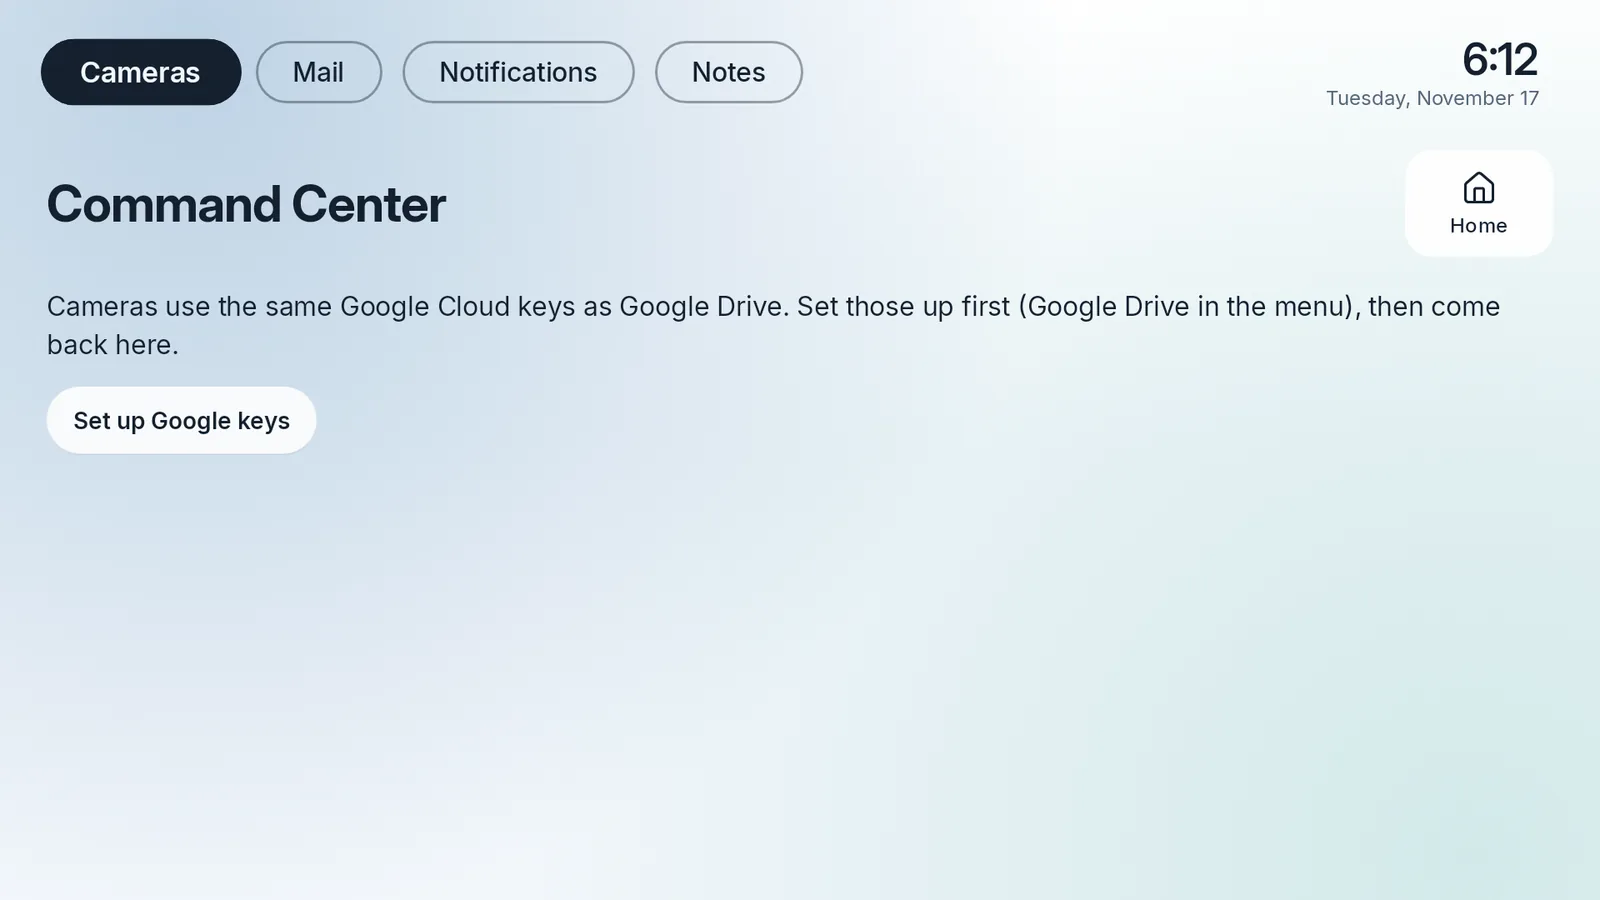 Cameras
Mail
Notifications
Notes
6:12
Tuesday, November 17
Command Center
Home
Cameras use the same Google Cloud keys as Google Drive. Set those up first (Google Drive in the menu), then come
back here.
Set up Google keys